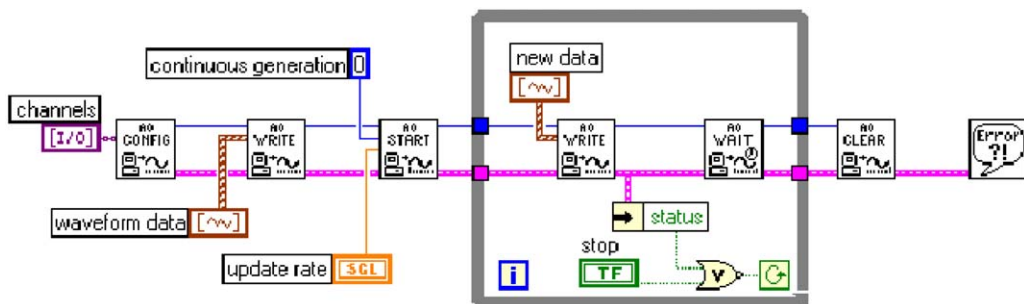 continuous generation 0
new data
channels
[I/O]
AO CONFIG
AO WRITE
AO START
AO WRITE
AO WAIT
AO CLEAR
Error ?!
waveform data
status
update rate SGL
stop
TF
V
i